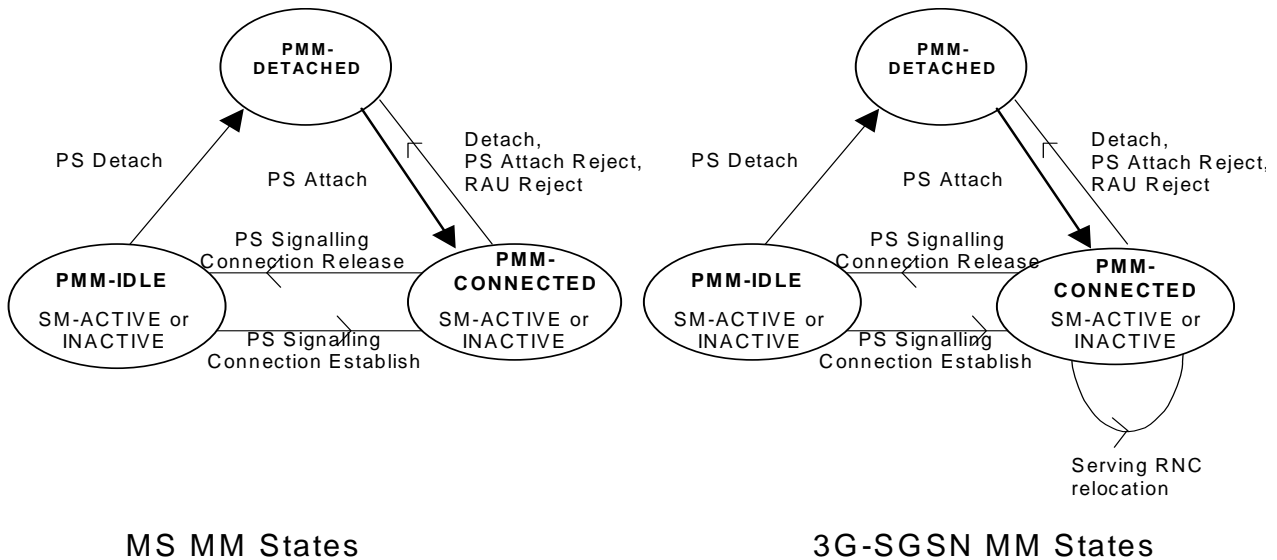 PMM-
DETACHED
PS Detach
PS Attach
Detach,
PS Attach Reject,
RAU Reject
PS Signalling
Connection Release
PMM-IDLE
SM-ACTIVE or
INACTIVE
PMM-
CONNECTED
SM-ACTIVE or
INACTIVE
PS Signalling
Connection Establish
MS MM States
PMM-
DETACHED
PS Detach
PS Attach
Detach,
PS Attach Reject,
RAU Reject
PS Signalling
Connection Release
PMM-IDLE
SM-ACTIVE or
INACTIVE
PMM-
CONNECTED
SM-ACTIVE or
INACTIVE
PS Signalling
Connection Establish
Serving RNC
relocation
3G-SGSN MM States